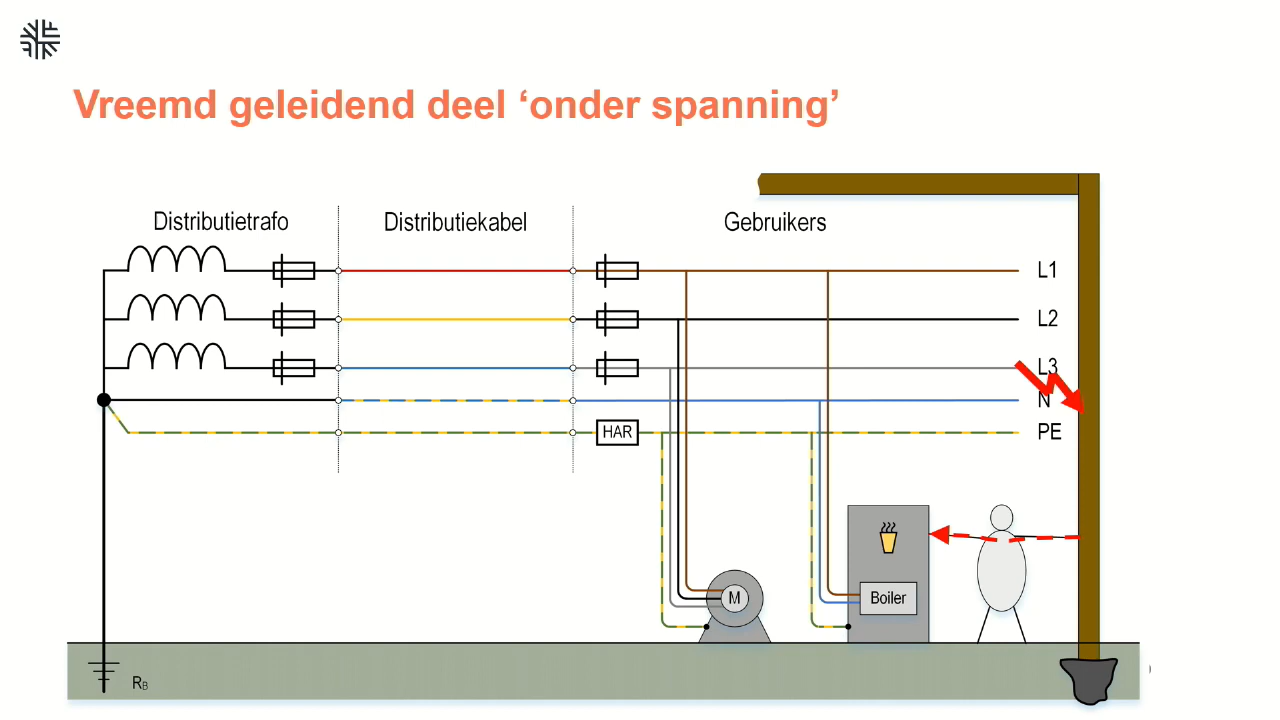 Vreemd geleidend deel ‘onder spanning’
Distributietrafo
Distributiekabel
Gebruikers
L1
L2
L3
N
PE
HAR
M
Boiler
RB